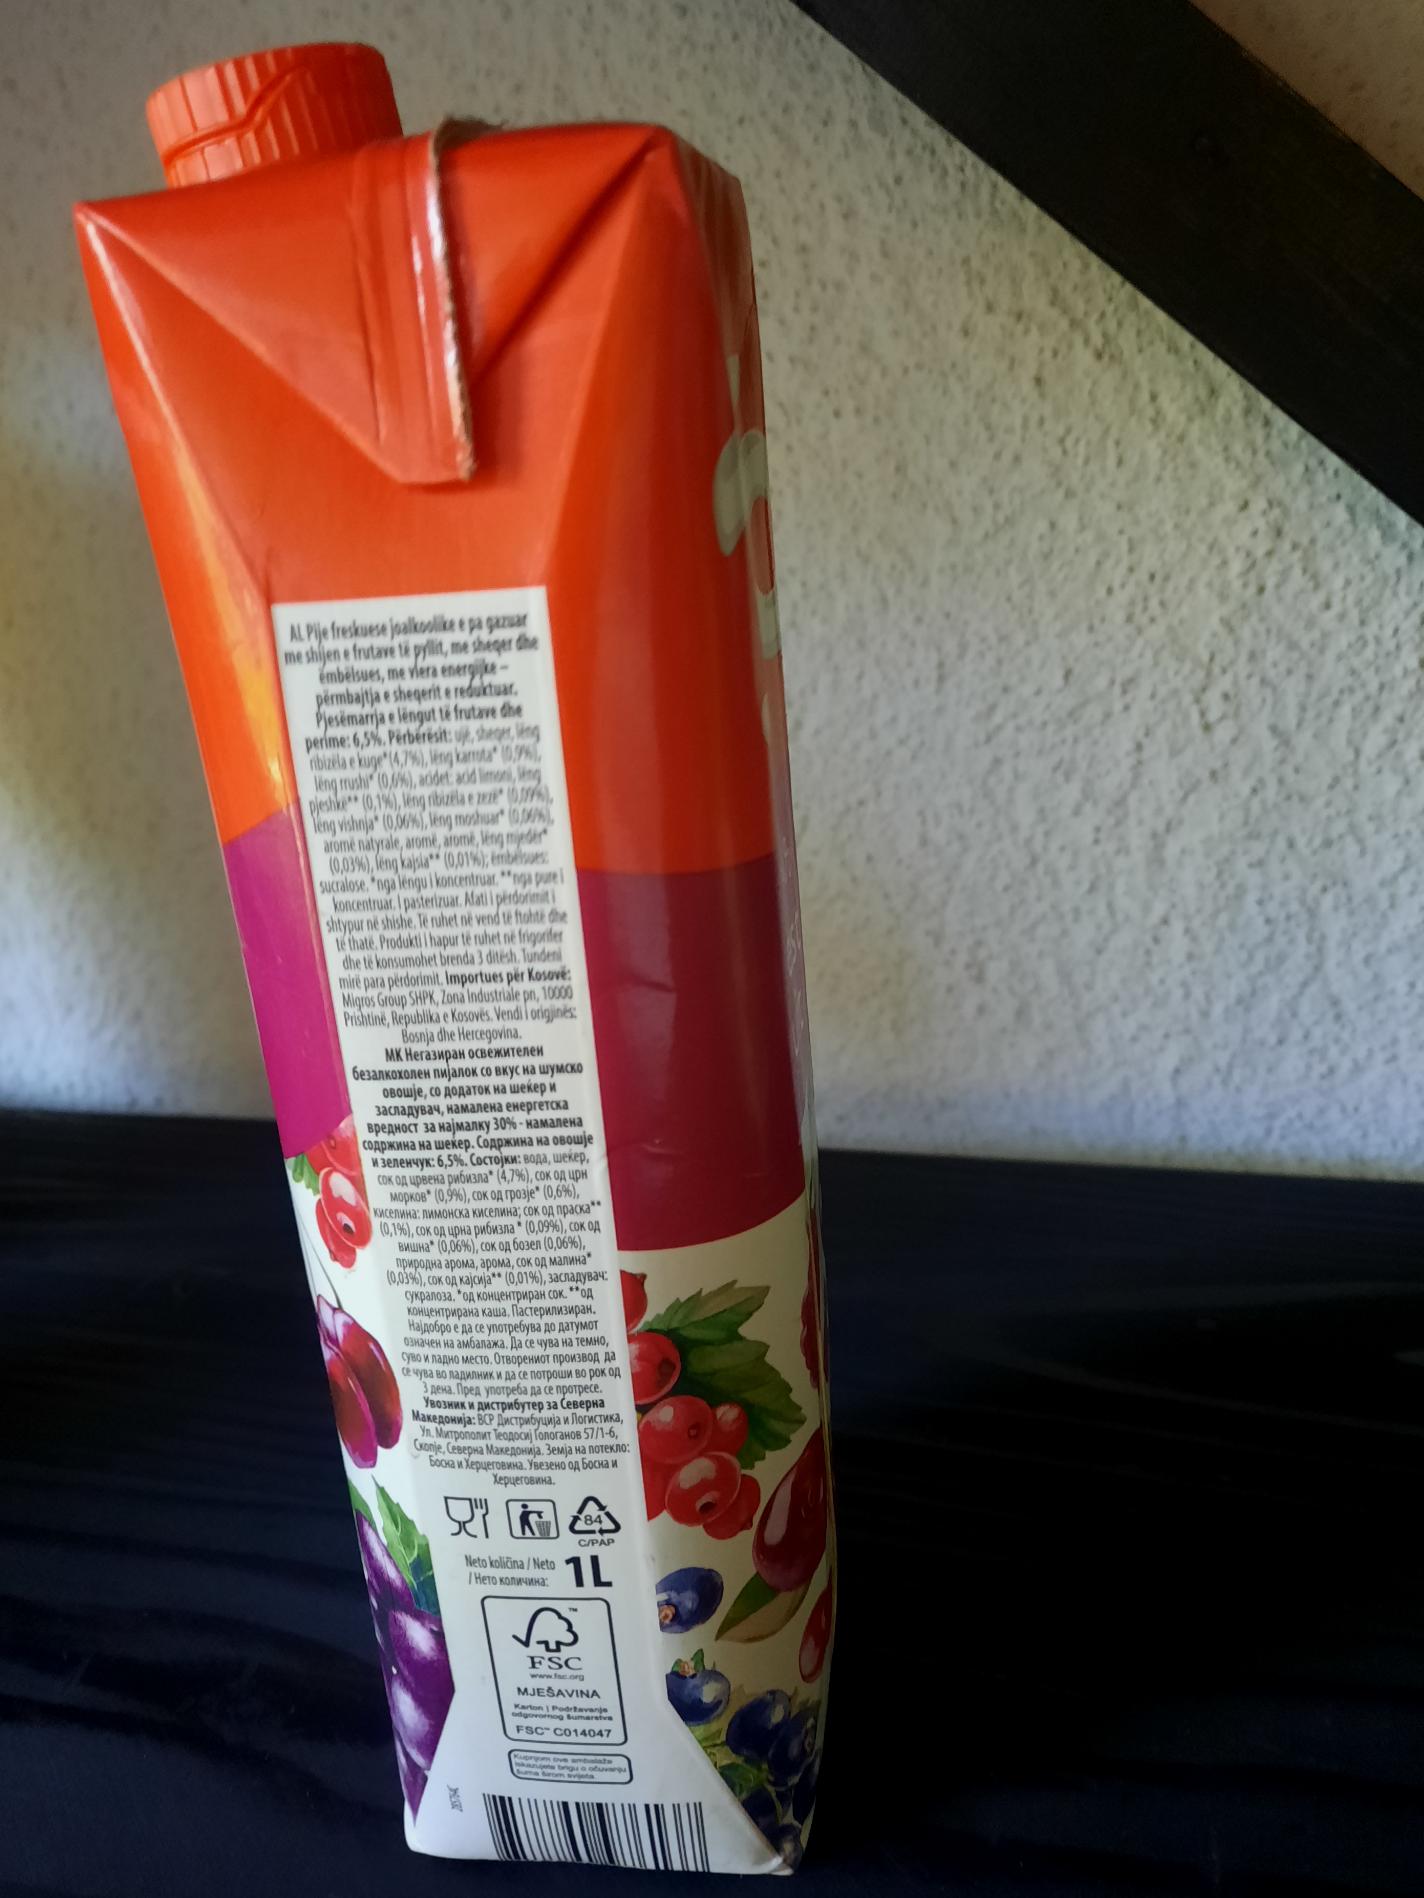 AL Pije freskuese joalkoolike e pa gazuar
me shijen e frutave të pyllit, me sheqer dhe
ëmbëlsues, me vlera energjike –
përmbajtja e sheqerit e reduktuar.
Pjesëmarrja e lëngut të frutave dhe
perime: 6,5%. Përbërësit: ujë, sheqer, lëng
ribizëla e kuqe*(4,7%), lëng karrota* (0,9%),
lëng rrushi* (0,6%), acidet: acid limoni, lëng
pjeshkë** (0,1%), lëng ribizëla e zezë* (0,09%),
lëng vishnja* (0,06%), lëng moshuar* (0,06%),
aromë natyrale, aromë, aromë, lëng mjedër*
(0,03%), lëng kajsia** (0,01%); ëmbëlsues:
sucralose. *nga lëngu i koncentruar. **nga pure i
koncentruar. I pasterizuar. Afati i përdorimit i
shtypur në shishe. Të ruhet në vend të ftohtë dhe
të thatë. Produkti i hapur të ruhet në frigorifer
dhe të konsumohet brenda 3 ditësh. Tundeni
mirë para përdorimit. Importues për Kosovë:
Migros Group SHPK, Zona Industriale pn, 10000
Prishtinë, Republika e Kosovës. Vendi i origjinës:
Bosnja dhe Hercegovina.
МК Негазиран освежителен
безалкохолен пијалок со вкус на шумско
овошје, со додаток на шеќер и
засладувач, намалена енергетска
вредност за најмалку 30% - намалена
содржина на шеќер. Содржина на овошје
и зеленчук: 6,5%. Состојки: вода, шеќер,
сок од црвена рибизла* (4,7%), сок од црн
морков* (0,9%), сок од грозје* (0,6%),
киселина: лимонска киселина; сок од праска**
(0,1%), сок од црна рибизла * (0,09%), сок од
вишна* (0,06%), сок од бозел (0,06%),
природна арома, арома, сок од малина*
(0,03%), сок од кајсија** (0,01%), засладувач:
сукралоза. *од концентриран сок. **од
концентрирана каша. Пастеризиран.
Најдобро е да се употребува до датумот
означен на амбалажа. Да се чува на темно,
суво и ладно место. Отворениот производ да
се чува во ладилник и да се потроши во рок од
3 дена. Пред употреба да се протресе.
Увозник и дистрибутер за Северна
Македонија: ВСР Дистрибуција и Логистика,
Ул. Митрополит Теодосиј Гологанов 57/1-6,
Скопје, Северна Македонија. Земја на потекло:
Босна и Херцеговина. Увезено од Босна и
Херцеговина.
84
C/PAP
Neto količina / Neto
/ Нето количина: 1L
FSC
www.fsc.org
MJEŠAVINA
Karton | Podržavanje
odgovornog šumarstva
FSC™ C014047
Kupnjom ove ambalaže
iskazujete brigu o očuvanju
šuma širom svijeta